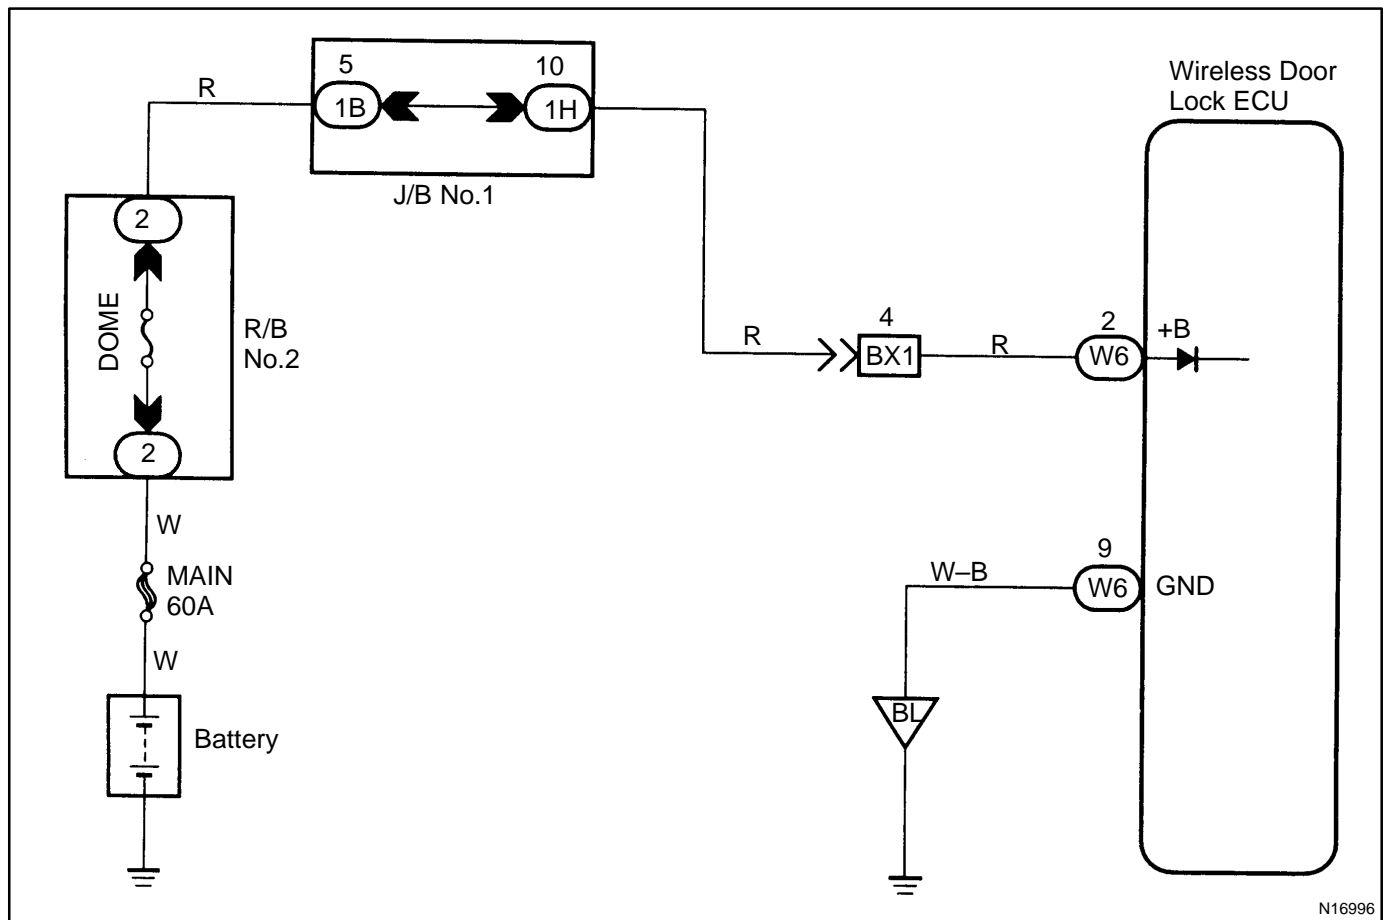 5
10
R
1B
1H
J/B No.1
Wireless Door
Lock ECU
2
DOME
R/B
No.2
2
4
2
+B
R
BX1
R
W6
W
MAIN
60A
W
9
W–B
W6
GND
BL
Battery
N16996